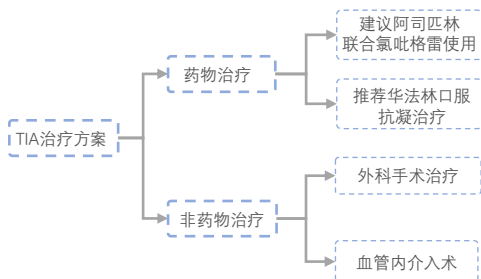 建议阿司匹林
联合氯吡格雷使用
药物治疗
推荐华法林口服
抗凝治疗
TIA治疗方案
外科手术治疗
非药物治疗
血管内介入术